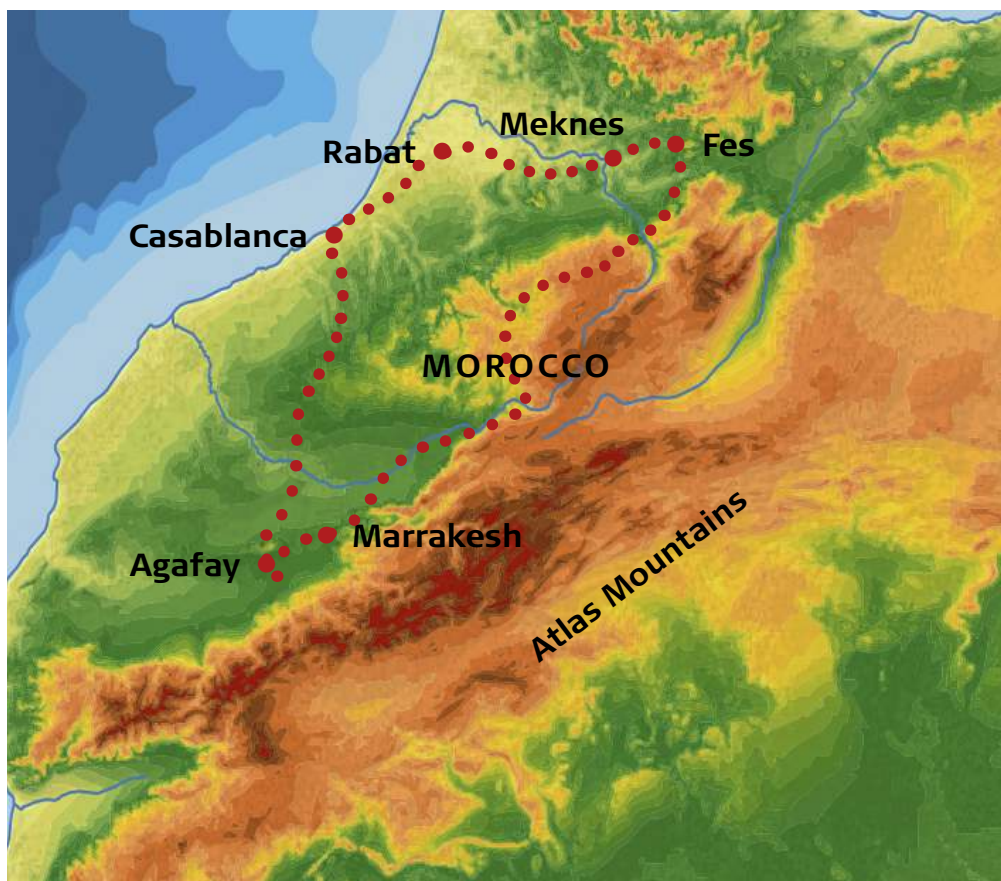 Meknes
Rabat
Fes
Casablanca
MOROCCO
Marrakesh
Agafay
Atlas Mountains